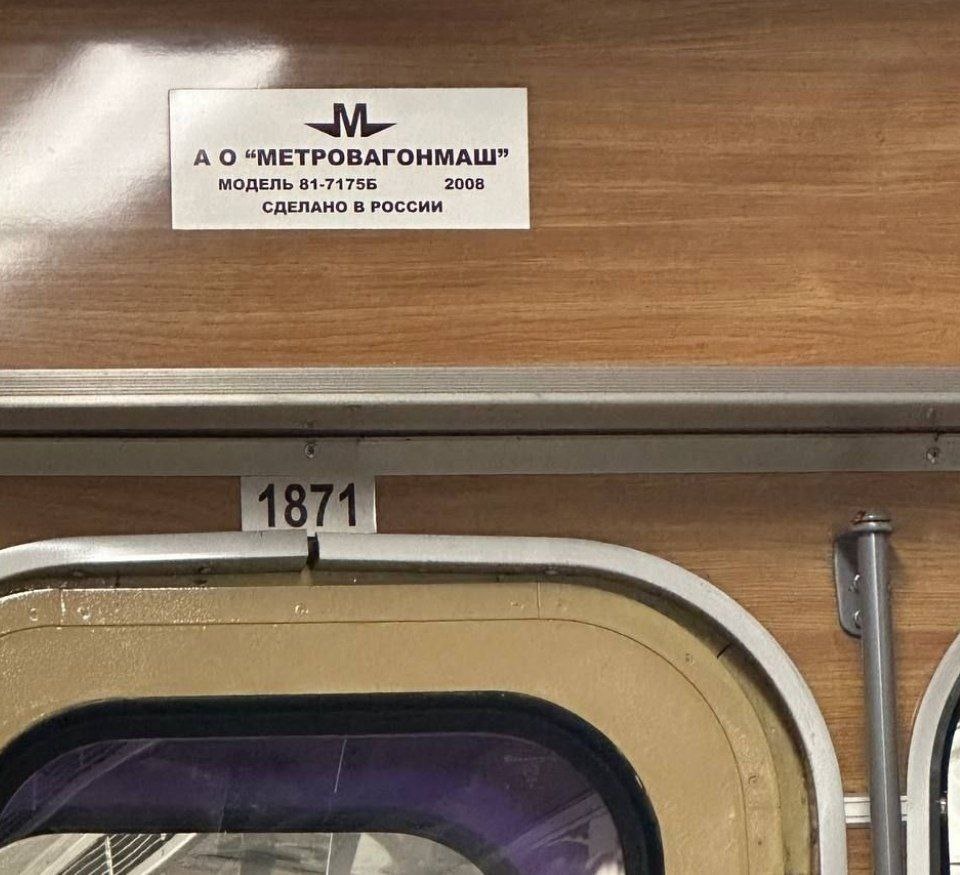 М
А О “МЕТРОВАГОНМАШ”
МОДЕЛЬ 81-7175Б 2008
СДЕЛАНО В РОССИИ
1871